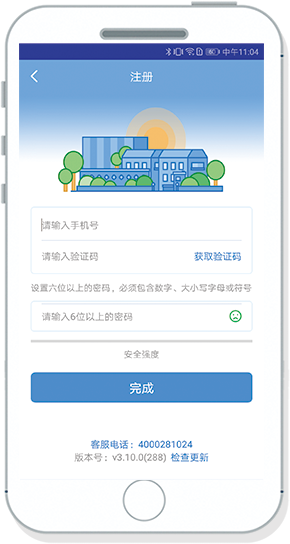 中午11:04
注册
请输入手机号
请输入验证码 获取验证码
设置六位以上的密码，必须包含数字、大小写字母或符号
请输入6位以上的密码
安全强度
完成
客服电话：4000281024
版本号：v3.10.0(288) 检查更新